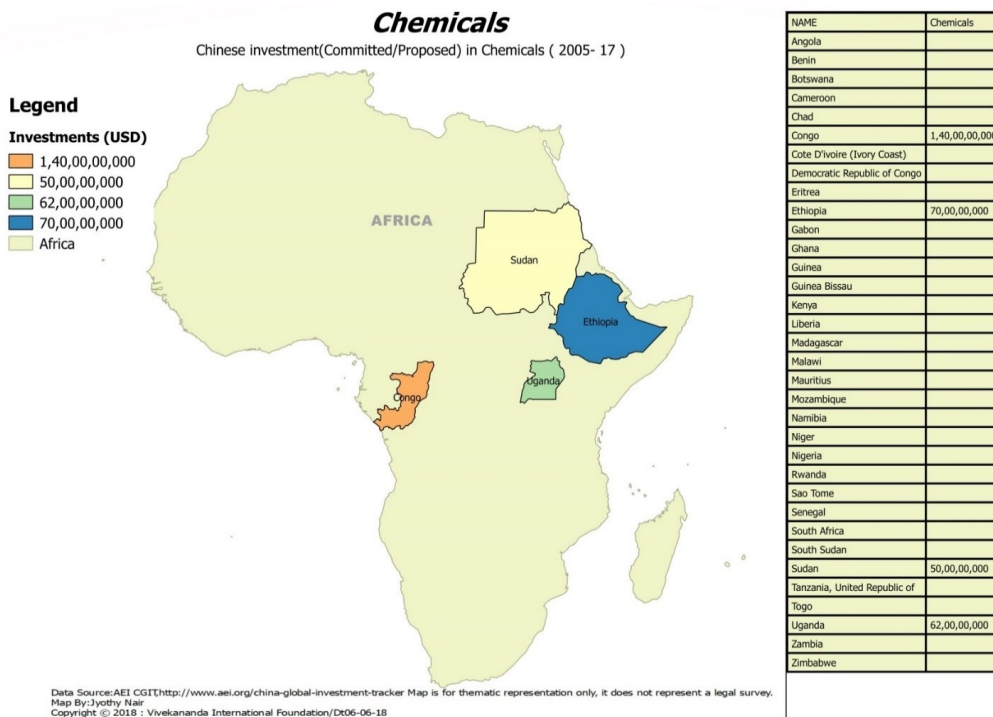 Chemicals
Chinese investment(Committed/Proposed) in Chemicals ( 2005- 17 )
Legend
Investments (USD)
1,40,00,00,000
50,00,00,000
62,00,00,000
70,00,00,000
Africa
AFRICA
Sudan
Ethiopia
Uganda
Congo
NAME Chemicals
Angola
Benin
Botswana
Cameroon
Chad
Congo 1,40,00,00,000
Cote D'ivoire (Ivory Coast)
Democratic Republic of Congo
Eritrea
Ethiopia 70,00,00,000
Gabon
Ghana
Guinea
Guinea Bissau
Kenya
Liberia
Madagascar
Malawi
Mauritius
Mozambique
Namibia
Niger
Nigeria
Rwanda
Sao Tome
Senegal
South Africa
South Sudan
Sudan 50,00,00,000
Tanzania, United Republic of
Togo
Uganda 62,00,00,000
Zambia
Zimbabwe
Data Source:AEI CGIT,http://www.aei.org/china-global-investment-tracker Map is for thematic representation only, it does not represent a legal survey.
Map By:Jyothy Nair
Copyright © 2018 : Vivekananda International Foundation/Dt06-06-18